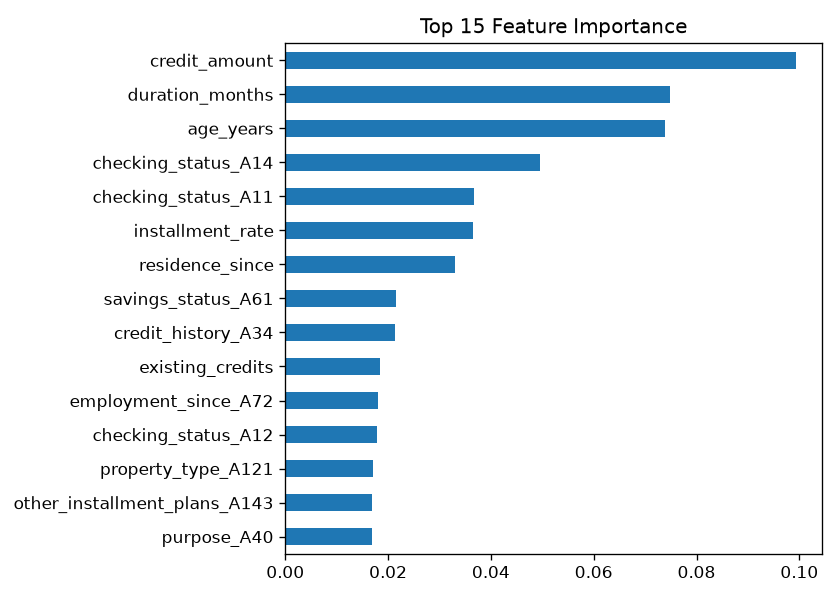 Top 15 Feature Importance
credit_amount
duration_months
age_years
checking_status_A14
checking_status_A11
installment_rate
residence_since
savings_status_A61
credit_history_A34
existing_credits
employment_since_A72
checking_status_A12
property_type_A121
other_installment_plans_A143
purpose_A40
0.00 0.02 0.04 0.06 0.08 0.10